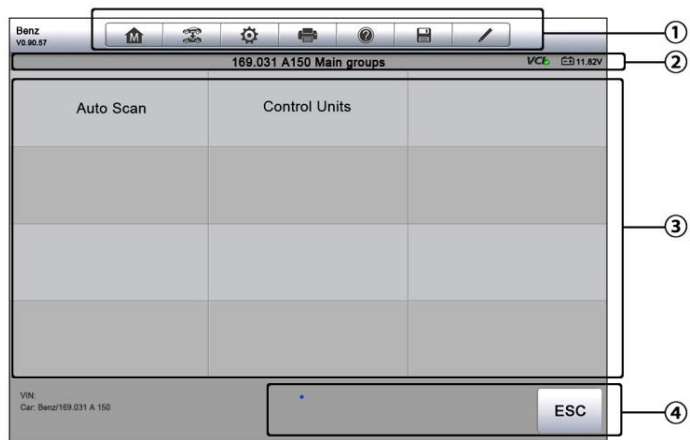 Benz
V0.90.57
M
?
①
169.031 A150 Main groups
VCI
11.82V
②
Auto Scan
Control Units
③
VIN:
Car: Benz/169.031 A 150
ESC
④